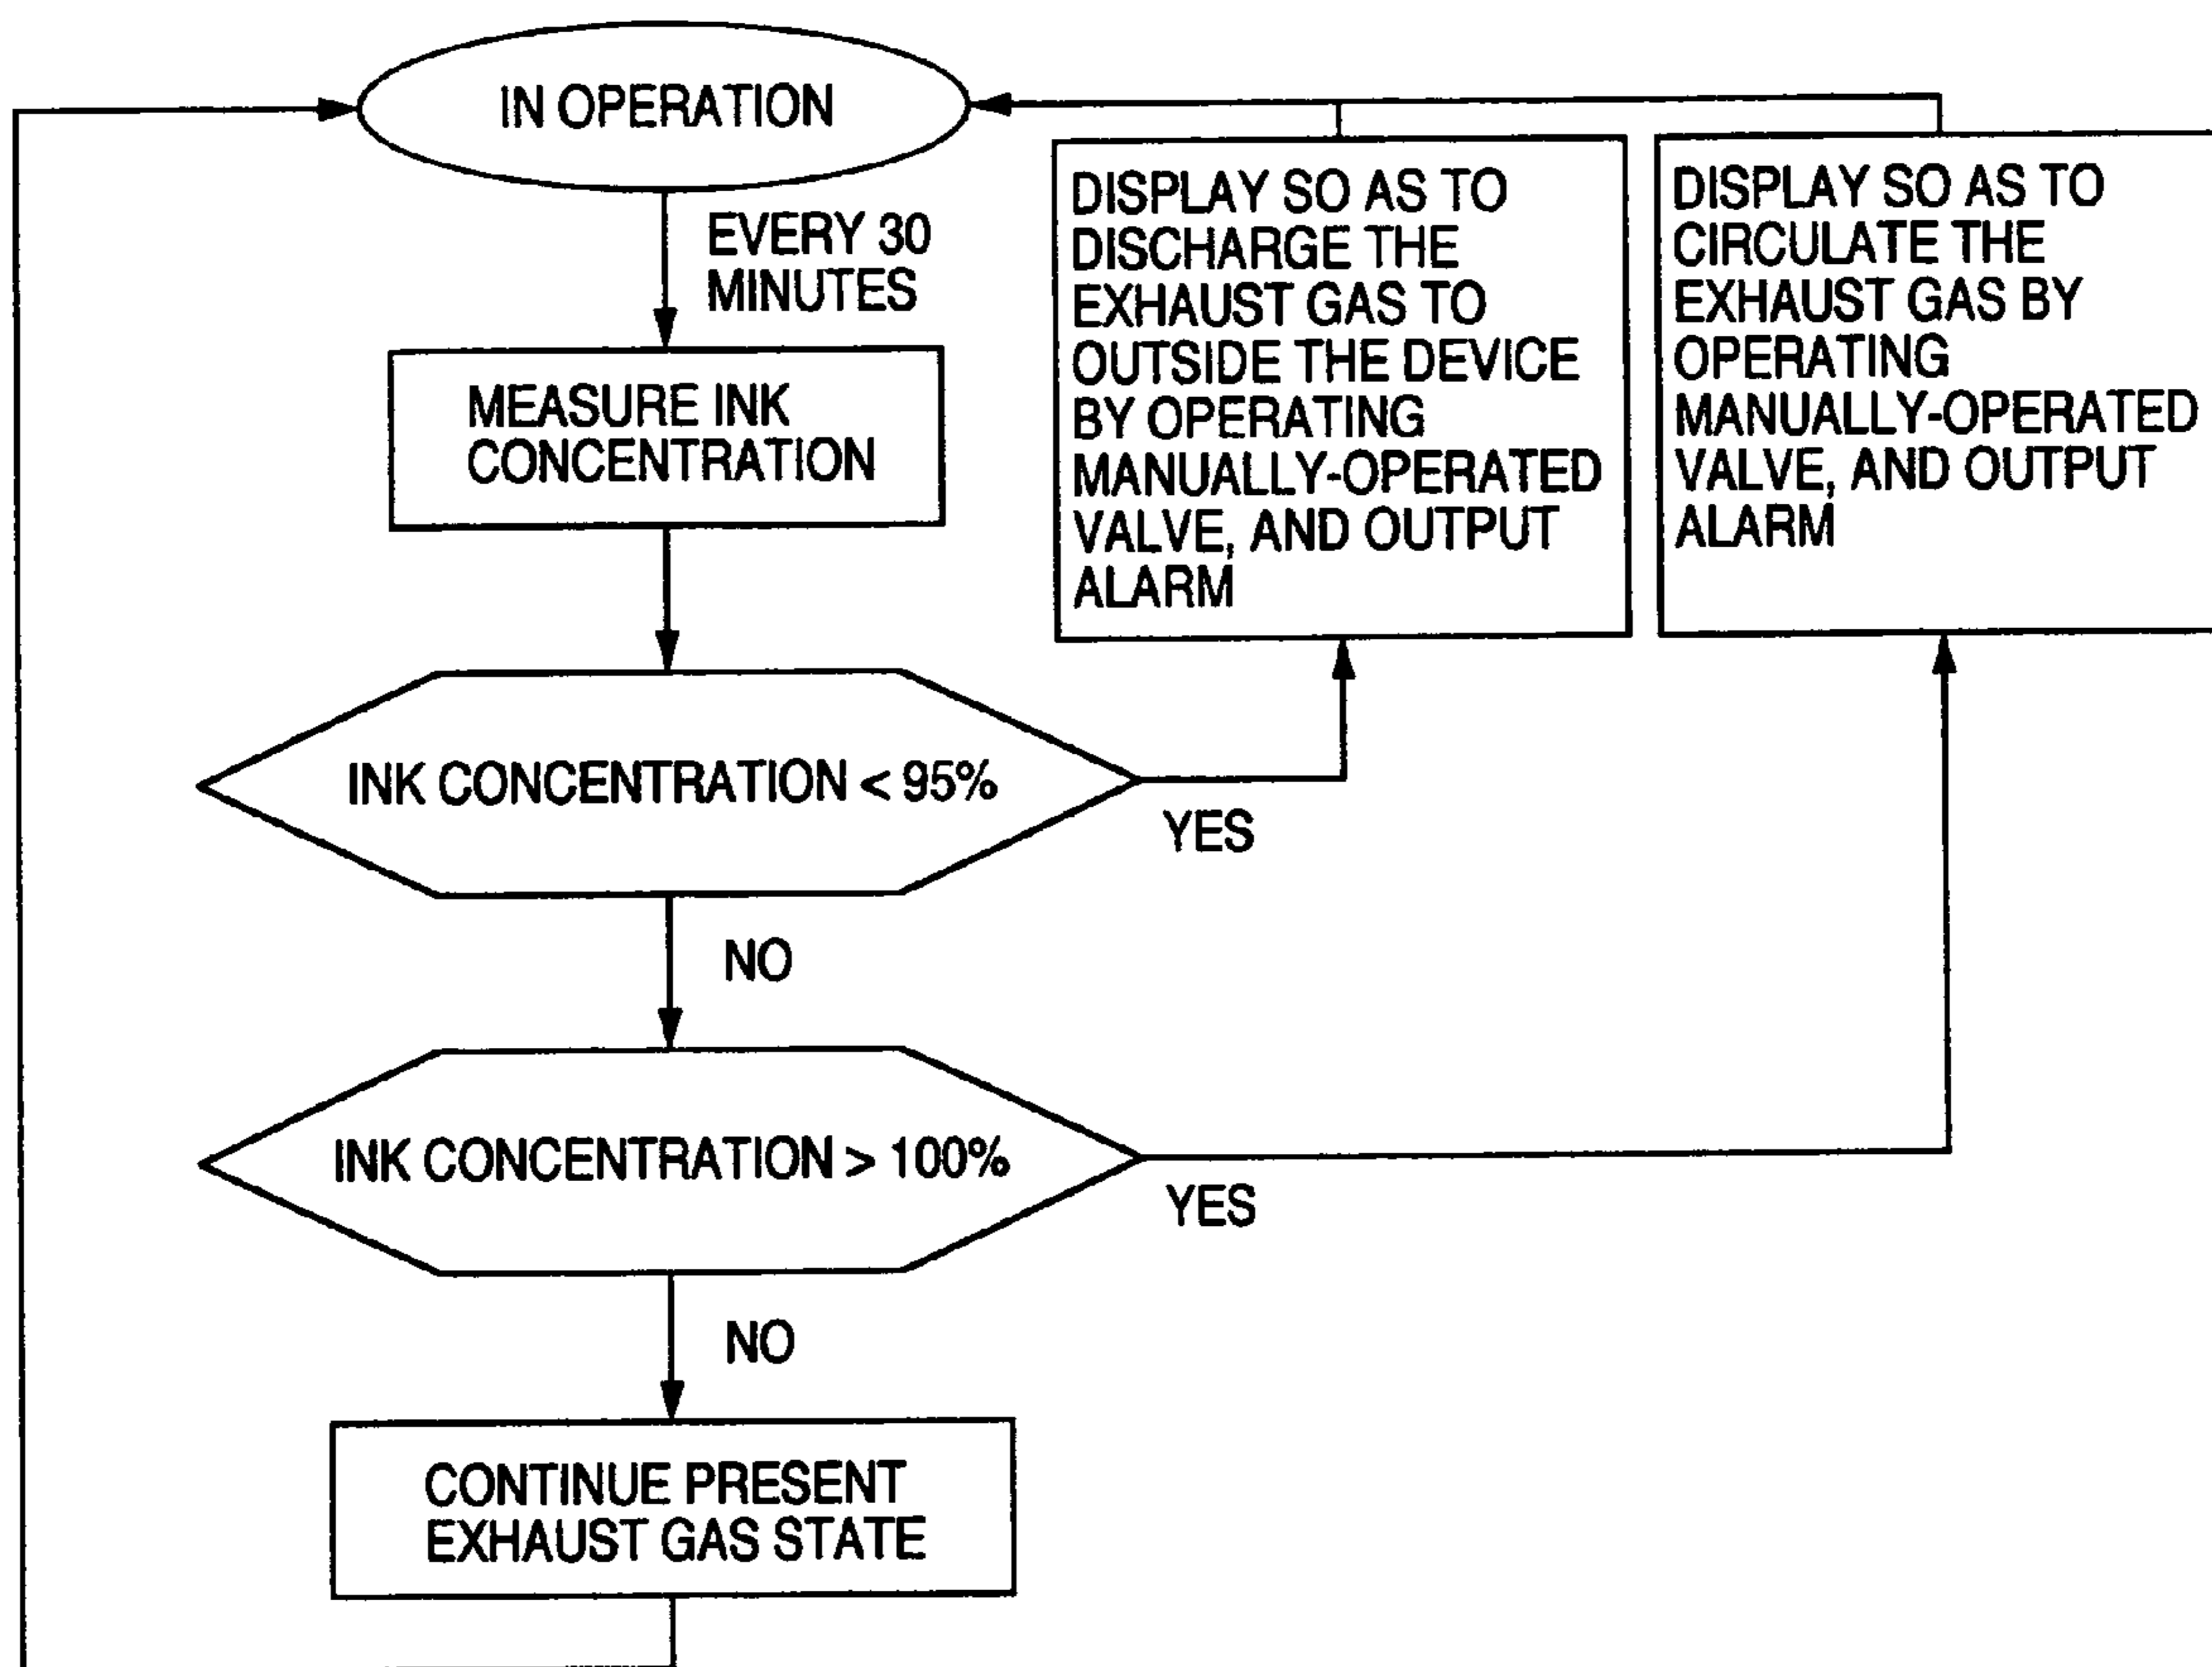 IN OPERATION
EVERY 30
MINUTES
MEASURE INK
CONCENTRATION
DISPLAY SO AS TO
DISCHARGE THE
EXHAUST GAS TO
OUTSIDE THE DEVICE
BY OPERATING
MANUALLY-OPERATED
VALVE, AND OUTPUT
ALARM
DISPLAY SO AS TO
CIRCULATE THE
EXHAUST GAS BY
OPERATING
MANUALLY-OPERATED
VALVE, AND OUTPUT
ALARM
INK CONCENTRATION < 95%
YES
NO
INK CONCENTRATION > 100%
YES
NO
CONTINUE PRESENT
EXHAUST GAS STATE